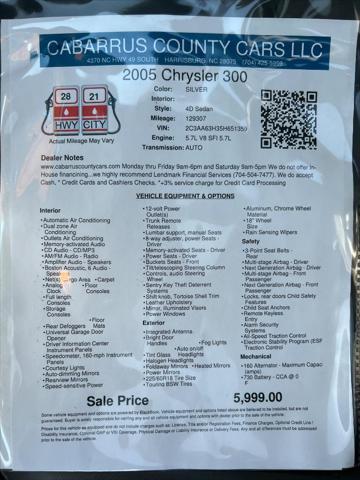 CABARRUS COUNTY CARS LLC
4370 NC HWY 49 SOUTH HARRISBURG, NC 28075 (704) 425-5908
2005 Chrysler 300
28
21
HWY
CITY
Actual Mileage May Vary
Color: SILVER
Interior:
Style: 4D Sedan
Mileage: 129307
VIN: 2C3AA63H35H651350
Engine: 5.7L V8 SFI 5.7L
Transmission: AUTO
Dealer Notes
www.cabarruscountycars.com Monday thru Friday 9am-6pm and Saturday 9am-5pm We do not offer In-
House financining...we highly recommend Landmark Financial Services (704-504-7477). We do accept
Cash, * Credit Cards and Cashiers Checks. *+3% service charge for Credit Card Processing
VEHICLE EQUIPMENT & OPTIONS
Interior
•Automatic Air Conditioning
•Dual zone Air
Conditioning
•Outlets Air Conditioning
•Memory-activated Audio
•CD Audio - CD/MP3
•AM/FM Radio - Radio
•Amplifier Audio - Speakers
•Boston Acoustic, 6 Audio -
Speed
•Net(s) Cargo Area •Carpet
•Analog •Floor
Clock Consoles
•Full length
Consoles
•Storage
Consoles
•Floor
•Rear Defoggers Mats
•Universal Garage Door
Opener
•Driver Information Center
Instrument Panels
•Speedometer, 160-mph Instrument
Panels
•Courtesy Lights
•Auto-dimming Mirrors
•Rearview Mirrors
•Speed-sensitive Power
•12-volt Power
Outlet(s)
•Trunk Remote
Releases
•Lumbar support, manual Seats
•8-way adjuster, power Seats -
Driver
•Memory-activated Seats - Driver
•Power Seats - Driver
•Buckets Seats - Front
•Tilt/telescoping Steering Column
•Controls, audio Steering
Wheel
•Sentry Key Theft Deterrent
Systems
•Shift knob, Tortoise Shell Trim
•Leather Upholstery
•Mirror, illuminated Visors
•Power Windows
Exterior
•Integrated Antenna
•Bright Door
Handles •Fog Lights
•Auto on/off
•Tint Glass Headlights
•Halogen Headlights
•Foldaway Mirrors •Heated Mirrors
•Power Mirrors
•225/60R18 Tire Size
•Touring BSW Tires
•Aluminum, Chrome Wheel
Material
•18" Wheel
Size
•Rain Sensing Wipers
Safety
•3-Point Seat Belts -
Rear
•Multi-stage Airbag - Driver
•Next Generation Airbag - Driver
•Multi-stage Airbag - Front
Passenger
•Next Generation Airbag - Front
Passenger
•Locks, rear doors Child Safety
Features
•Child Seat Anchors
•Remote Keyless
Entry
•Alarm Security
Systems
•All-Speed Traction Control
•Electronic Stability Program (ESP)
Traction Control
Mechanical
•160 Alternator - Maximum Capacity
(amps)
•730 Battery - CCA @ 0
F
Sale Price 5,999.00